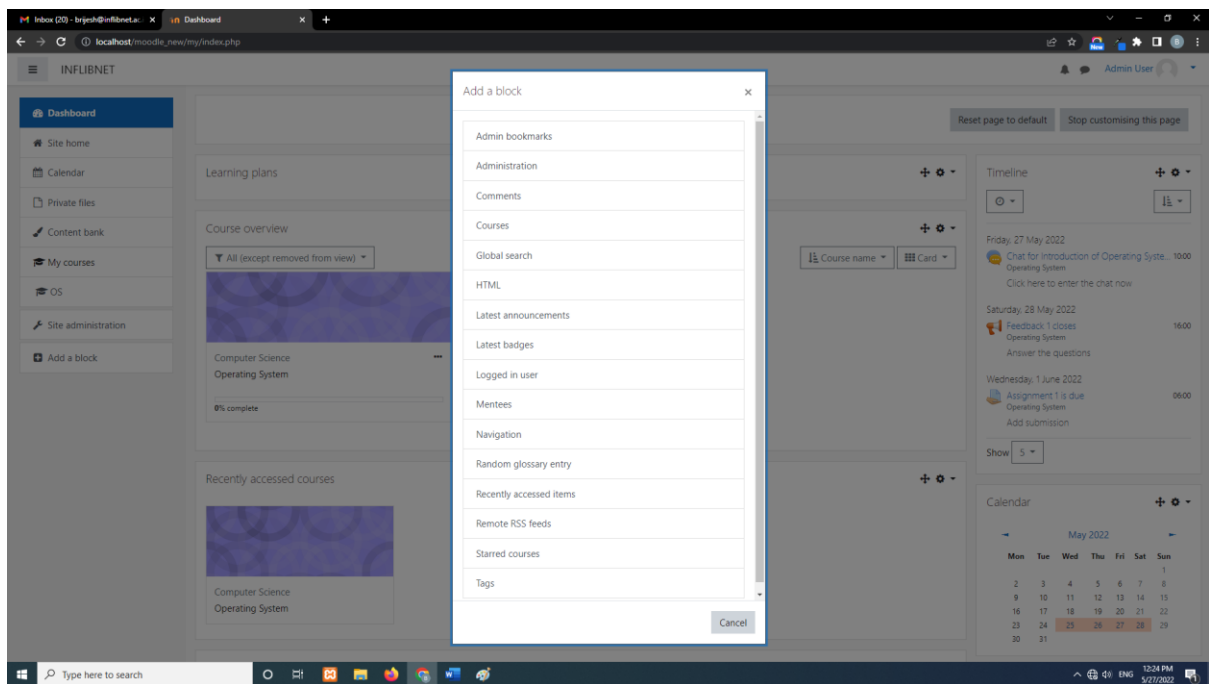 Inbox (20) - brijesh@inflibnet.ac.
Dashboard
localhost/moodle_new/my/index.php
New
B
INFLIBNET
Admin User
Dashboard
Site home
Calendar
Private files
Content bank
My courses
OS
Site administration
Add a block
Reset page to default
Stop customising this page
Learning plans
Course overview
All (except removed from view)
Course name
Card
Computer Science
Operating System
0% complete
Recently accessed courses
Computer Science
Operating System
Add a block
Admin bookmarks
Administration
Comments
Courses
Global search
HTML
Latest announcements
Latest badges
Logged in user
Mentees
Navigation
Random glossary entry
Recently accessed items
Remote RSS feeds
Starred courses
Tags
Cancel
Timeline
Friday, 27 May 2022
Chat for Introduction of Operating Syste... 10:00
Operating System
Click here to enter the chat now
Saturday, 28 May 2022
Feedback 1 closes 16:00
Operating System
Answer the questions
Wednesday, 1 June 2022
Assignment 1 is due 06:00
Operating System
Add submission
Show 5
Calendar
May 2022
Mon Tue Wed Thu Fri Sat Sun
1
2 3 4 5 6 7 8
9 10 11 12 13 14 15
16 17 18 19 20 21 22
23 24 25 26 27 28 29
30 31
Type here to search
ENG
12:24 PM
5/27/2022